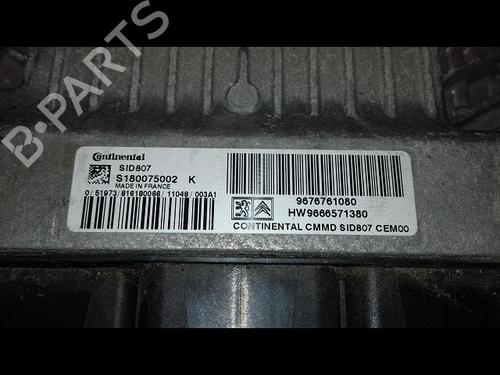 B-PARTS
Continental
SID807
S180075002 K
MADE IN FRANCE
0/51973/816180066/11048/003A1
9676761080
HW9666571380
CONTINENTAL CMMD SID807 CEM00